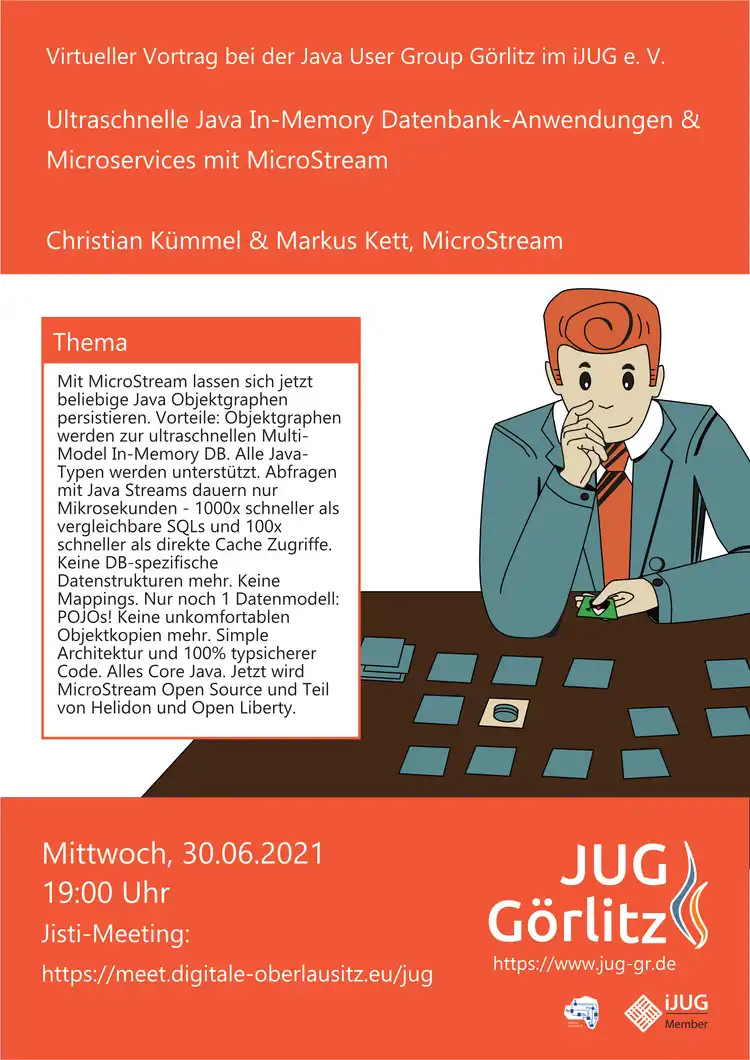 Virtueller Vortrag bei der Java User Group Görlitz im iJUG e. V.
Ultraschnelle Java In-Memory Datenbank-Anwendungen &
Microservices mit MicroStream
Christian Kümmel & Markus Kett, MicroStream
Thema
Mit MicroStream lassen sich jetzt
beliebige Java Objektgraphen
persistieren. Vorteile: Objektgraphen
werden zur ultraschnellen Multi-
Model In-Memory DB. Alle Java-
Typen werden unterstützt. Abfragen
mit Java Streams dauern nur
Mikrosekunden - 1000x schneller als
vergleichbare SQLs und 100x
schneller als direkte Cache Zugriffe.
Keine DB-spezifische
Datenstrukturen mehr. Keine
Mappings. Nur noch 1 Datenmodell:
POJOs! Keine unkomfortablen
Objektkopien mehr. Simple
Architektur und 100% typsicherer
Code. Alles Core Java. Jetzt wird
MicroStream Open Source und Teil
von Helidon und Open Liberty.
Mittwoch, 30.06.2021
19:00 Uhr
Jisti-Meeting:
https://meet.digitale-oberlausitz.eu/jug
JUG
Görlitz
https://www.jug-gr.de
iJUG
Member